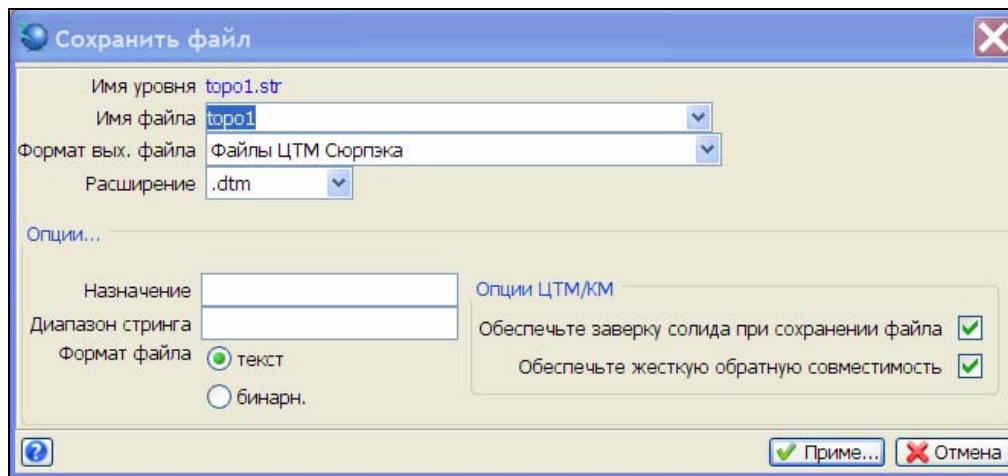 Сохранить файл
Имя уровня topo1.str
Имя файла topo1
Формат вых. файла Файлы ЦТМ Сюрпэка
Расширение .dtm
Опции...
Назначение
Диапазон стринга
Формат файла текст
бинарн.
Опции ЦТМ/КМ
Обеспечьте заверку солида при сохранении файла
Обеспечьте жесткую обратную совместимость
? Приме... Отмена